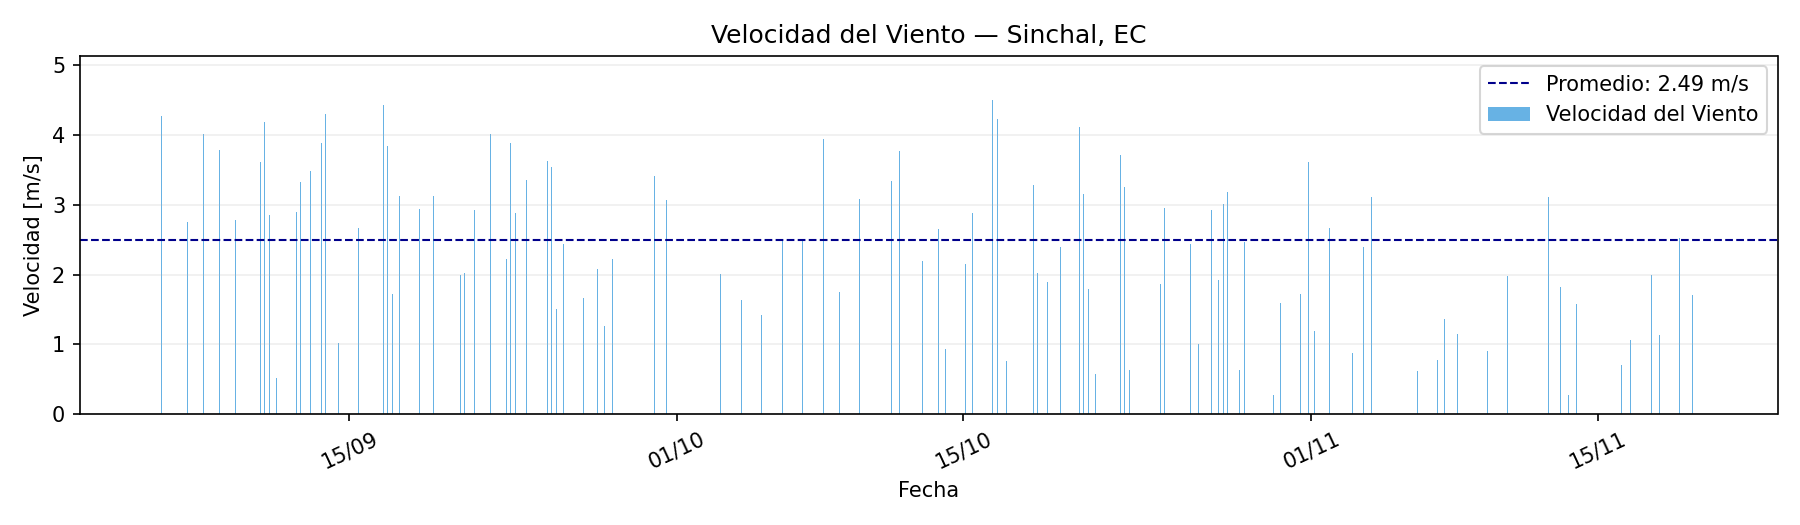 Velocidad del Viento — Sinchal, EC
Promedio: 2.49 m/s
Velocidad del Viento
Velocidad [m/s]
5
4
3
2
1
0
15/09
01/10
15/10
01/11
15/11
Fecha